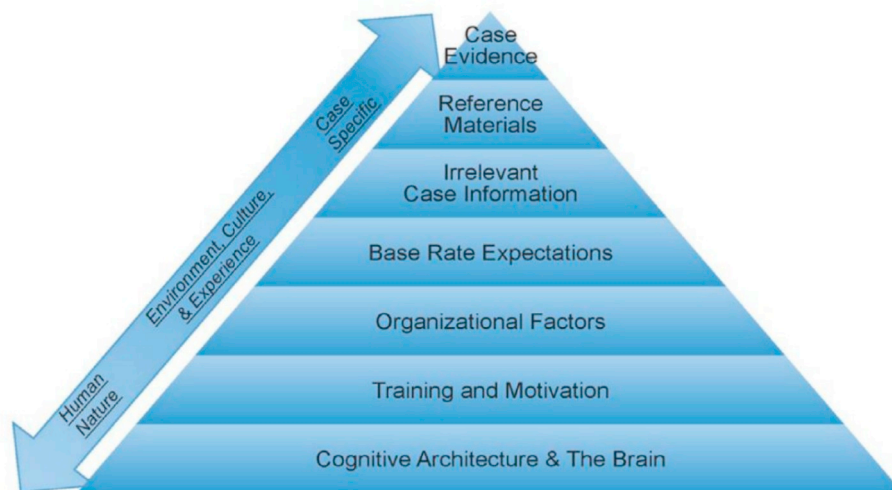 Case
Evidence
Reference
Materials
Irrelevant
Case Information
Base Rate Expectations
Organizational Factors
Training and Motivation
Cognitive Architecture & The Brain
Case
Specific
Environment, Culture,
& Experience
Human
Nature